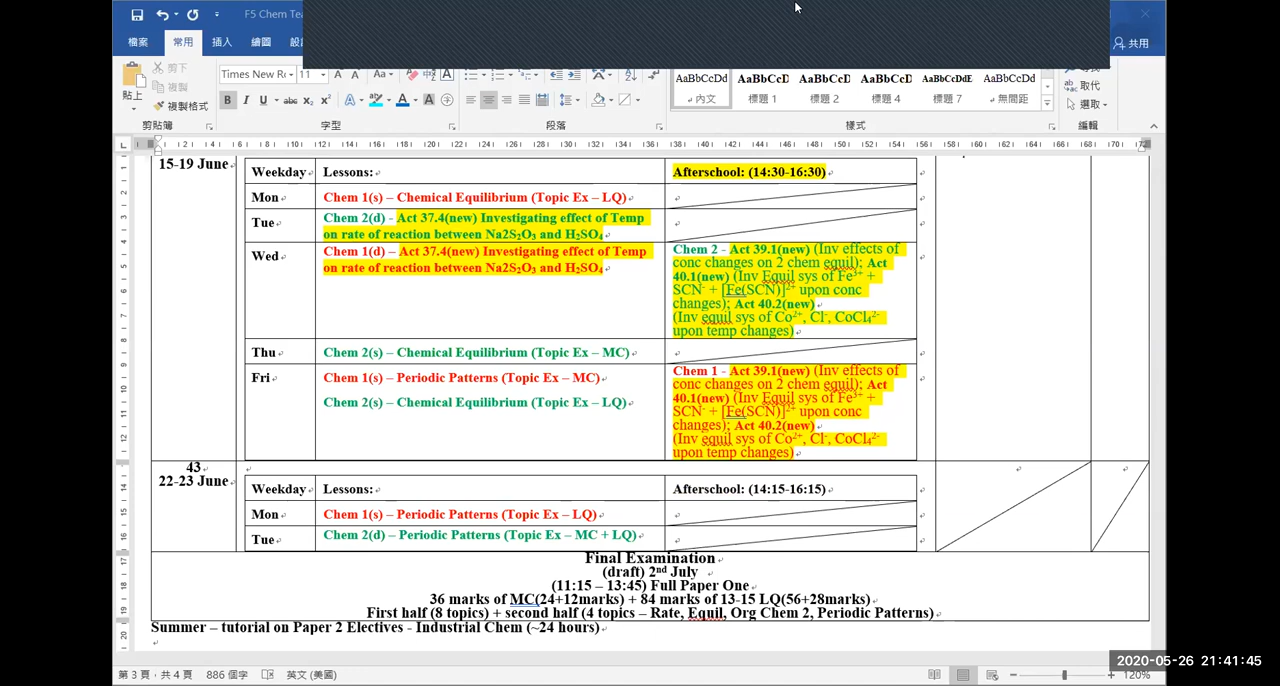 F5 Chem Tea
檔案 常用 插入 繪圖 設 共用
貼上 剪下 複製 複製格式 剪貼簿
Times New Ro 11 字型
段落
AaBbCcDd AaBbCcD AaBbCcD AaBbCcD AaBbCcDdE AaBbCcDd
內文 標題 1 標題 2 標題 4 標題 7 無間距
樣式
取代 選取 編輯
15-19 June
Weekday Lessons: Afterschool: (14:30-16:30)
Mon Chem 1(s) – Chemical Equilibrium (Topic Ex – LQ)
Tue Chem 2(d) - Act 37.4(new) Investigating effect of Temp
on rate of reaction between Na2S₂O₃ and H₂SO₄
Wed Chem 1(d) – Act 37.4(new) Investigating effect of Temp
on rate of reaction between Na2S₂O₃ and H₂SO₄
Chem 2 - Act 39.1(new) (Inv effects of
conc changes on 2 chem equil); Act
40.1(new) (Inv Equil sys of Fe³⁺ +
SCN⁻ + [Fe(SCN)]²⁺ upon conc
changes); Act 40.2(new)
(Inv equil sys of Co²⁺, Cl⁻, CoCl₄²⁻
upon temp changes)
Thu Chem 2(s) – Chemical Equilibrium (Topic Ex – MC)
Fri Chem 1(s) – Periodic Patterns (Topic Ex – MC)
Chem 2(s) – Chemical Equilibrium (Topic Ex – LQ)
Chem 1 - Act 39.1(new) (Inv effects of
conc changes on 2 chem equil); Act
40.1(new) (Inv Equil sys of Fe³⁺ +
SCN⁻ + [Fe(SCN)]²⁺ upon conc
changes); Act 40.2(new)
(Inv equil sys of Co²⁺, Cl⁻, CoCl₄²⁻
upon temp changes)
43
22-23 June
Weekday Lessons: Afterschool: (14:15-16:15)
Mon Chem 1(s) – Periodic Patterns (Topic Ex – LQ)
Tue Chem 2(d) – Periodic Patterns (Topic Ex – MC + LQ)
Final Examination
(draft) 2nd July
(11:15 – 13:45) Full Paper One
36 marks of MC(24+12marks) + 84 marks of 13-15 LQ(56+28marks)
First half (8 topics) + second half (4 topics – Rate, Equil, Org Chem 2, Periodic Patterns)
Summer – tutorial on Paper 2 Electives - Industrial Chem (~24 hours)
第 3 頁，共 4 頁 886 個字 英文 (美國) 120%
2020-05-26 21:41:45